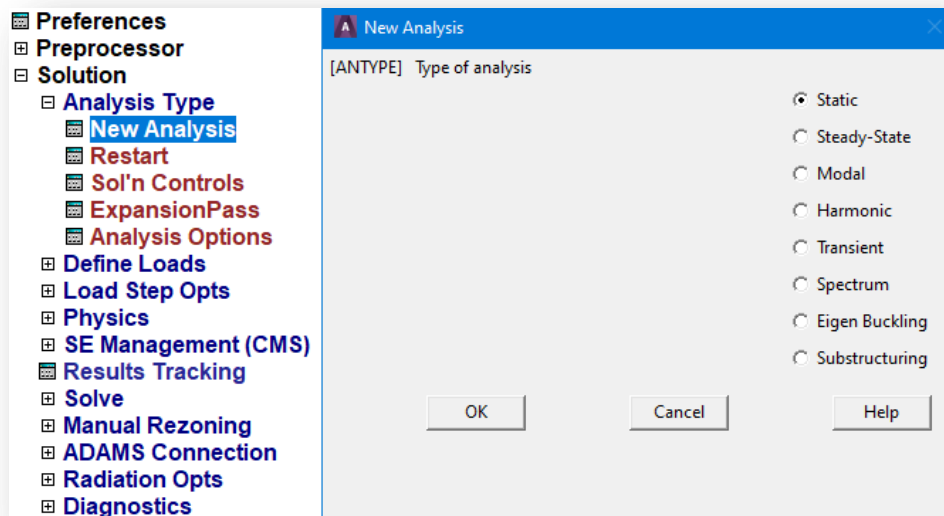 Preferences
Preprocessor
Solution
Analysis Type
New Analysis
Restart
Sol'n Controls
ExpansionPass
Analysis Options
Define Loads
Load Step Opts
Physics
SE Management (CMS)
Results Tracking
Solve
Manual Rezoning
ADAMS Connection
Radiation Opts
Diagnostics
A New Analysis
[ANTYPE] Type of analysis
Static
Steady-State
Modal
Harmonic
Transient
Spectrum
Eigen Buckling
Substructuring
OK Cancel Help